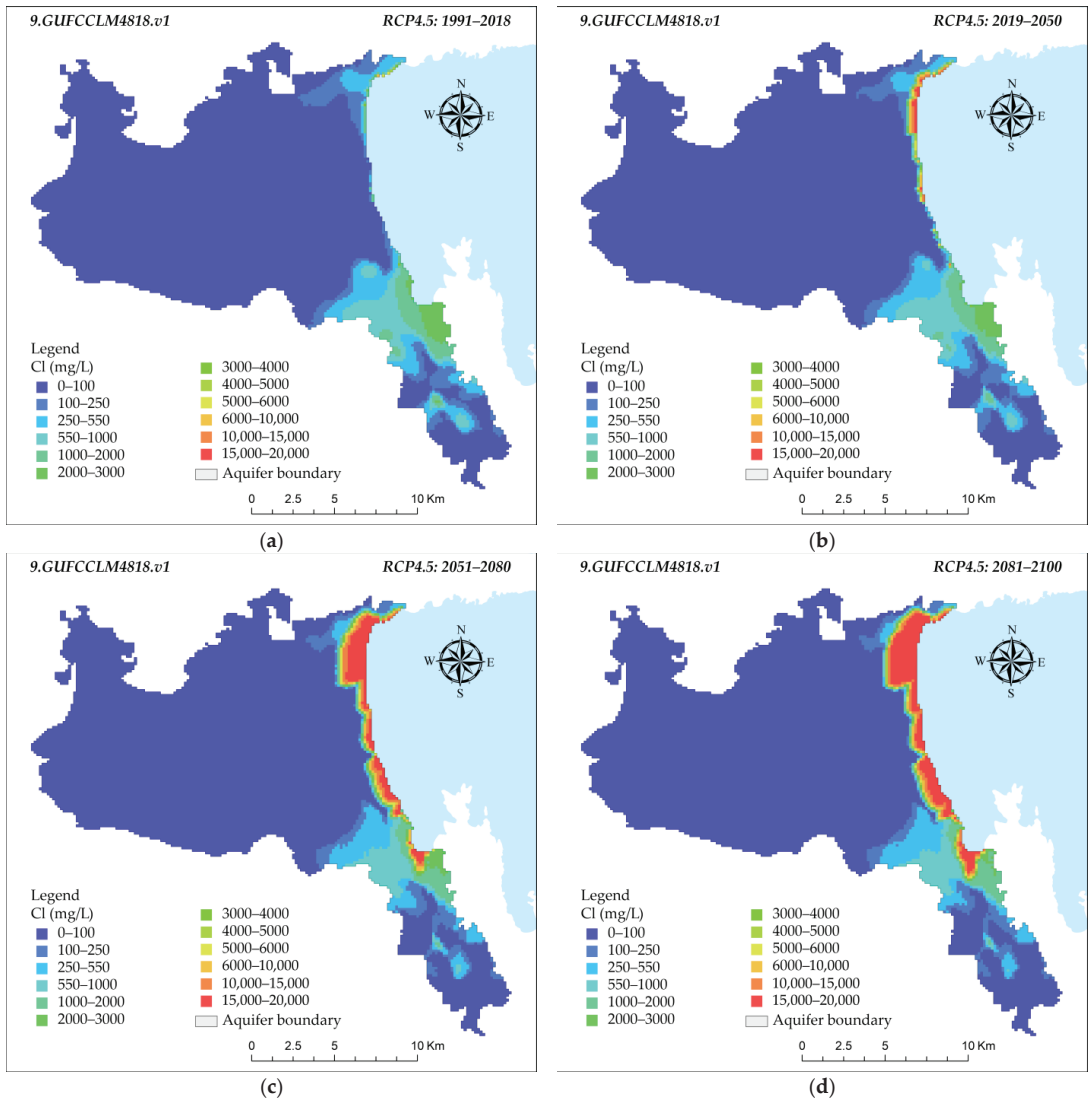 9.GUFCCLM4818.v1 RCP4.5: 1991–2018
N
W E
S
Legend
Cl (mg/L)
0–100
100–250
250–550
550–1000
1000–2000
2000–3000
3000–4000
4000–5000
5000–6000
6000–10,000
10,000–15,000
15,000–20,000
Aquifer boundary
0 2.5 5 10 Km
(a)
9.GUFCCLM4818.v1 RCP4.5: 2019–2050
N
W E
S
Legend
Cl (mg/L)
0–100
100–250
250–550
550–1000
1000–2000
2000–3000
3000–4000
4000–5000
5000–6000
6000–10,000
10,000–15,000
15,000–20,000
Aquifer boundary
0 2.5 5 10 Km
(b)
9.GUFCCLM4818.v1 RCP4.5: 2051–2080
N
W E
S
Legend
Cl (mg/L)
0–100
100–250
250–550
550–1000
1000–2000
2000–3000
3000–4000
4000–5000
5000–6000
6000–10,000
10,000–15,000
15,000–20,000
Aquifer boundary
0 2.5 5 10 Km
(c)
9.GUFCCLM4818.v1 RCP4.5: 2081–2100
N
W E
S
Legend
Cl (mg/L)
0–100
100–250
250–550
550–1000
1000–2000
2000–3000
3000–4000
4000–5000
5000–6000
6000–10,000
10,000–15,000
15,000–20,000
Aquifer boundary
0 2.5 5 10 Km
(d)